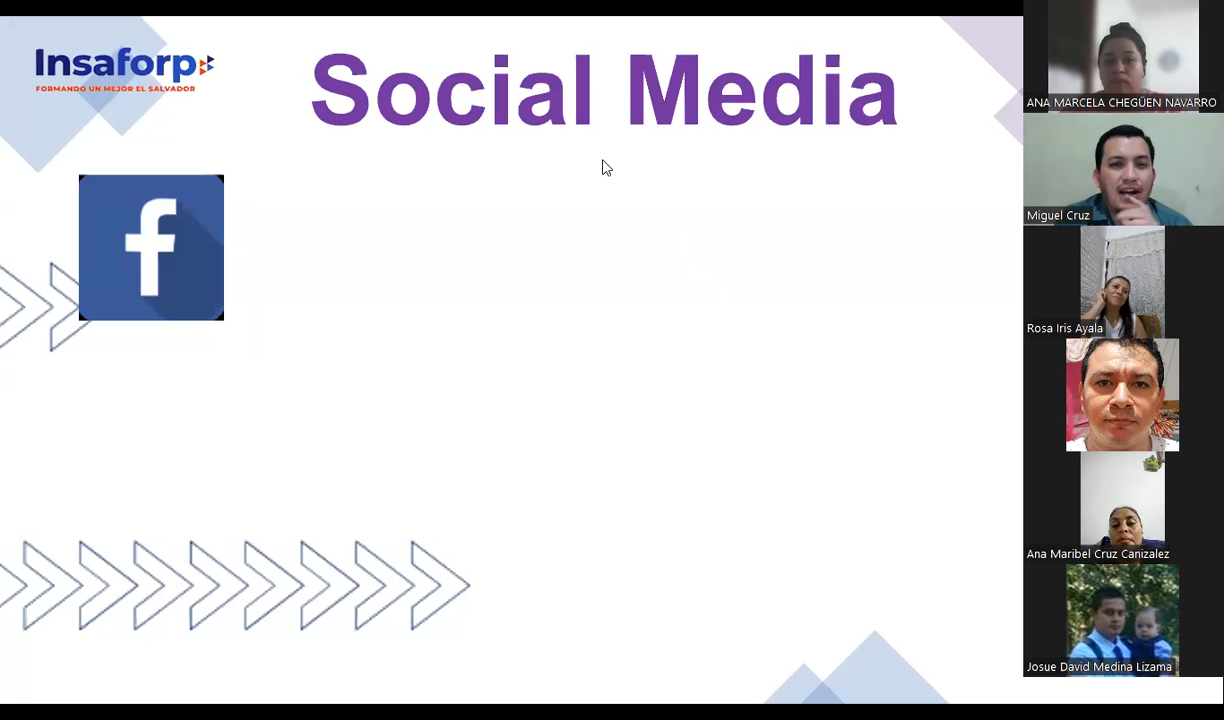 Insaforp
FORMANDO UN MEJOR EL SALVADOR
Social Media
f
ANA MARCELA CHEGÜEN NAVARRO
Miguel Cruz
Rosa Iris Ayala
Ana Maribel Cruz Canizalez
Josue David Medina Lizama